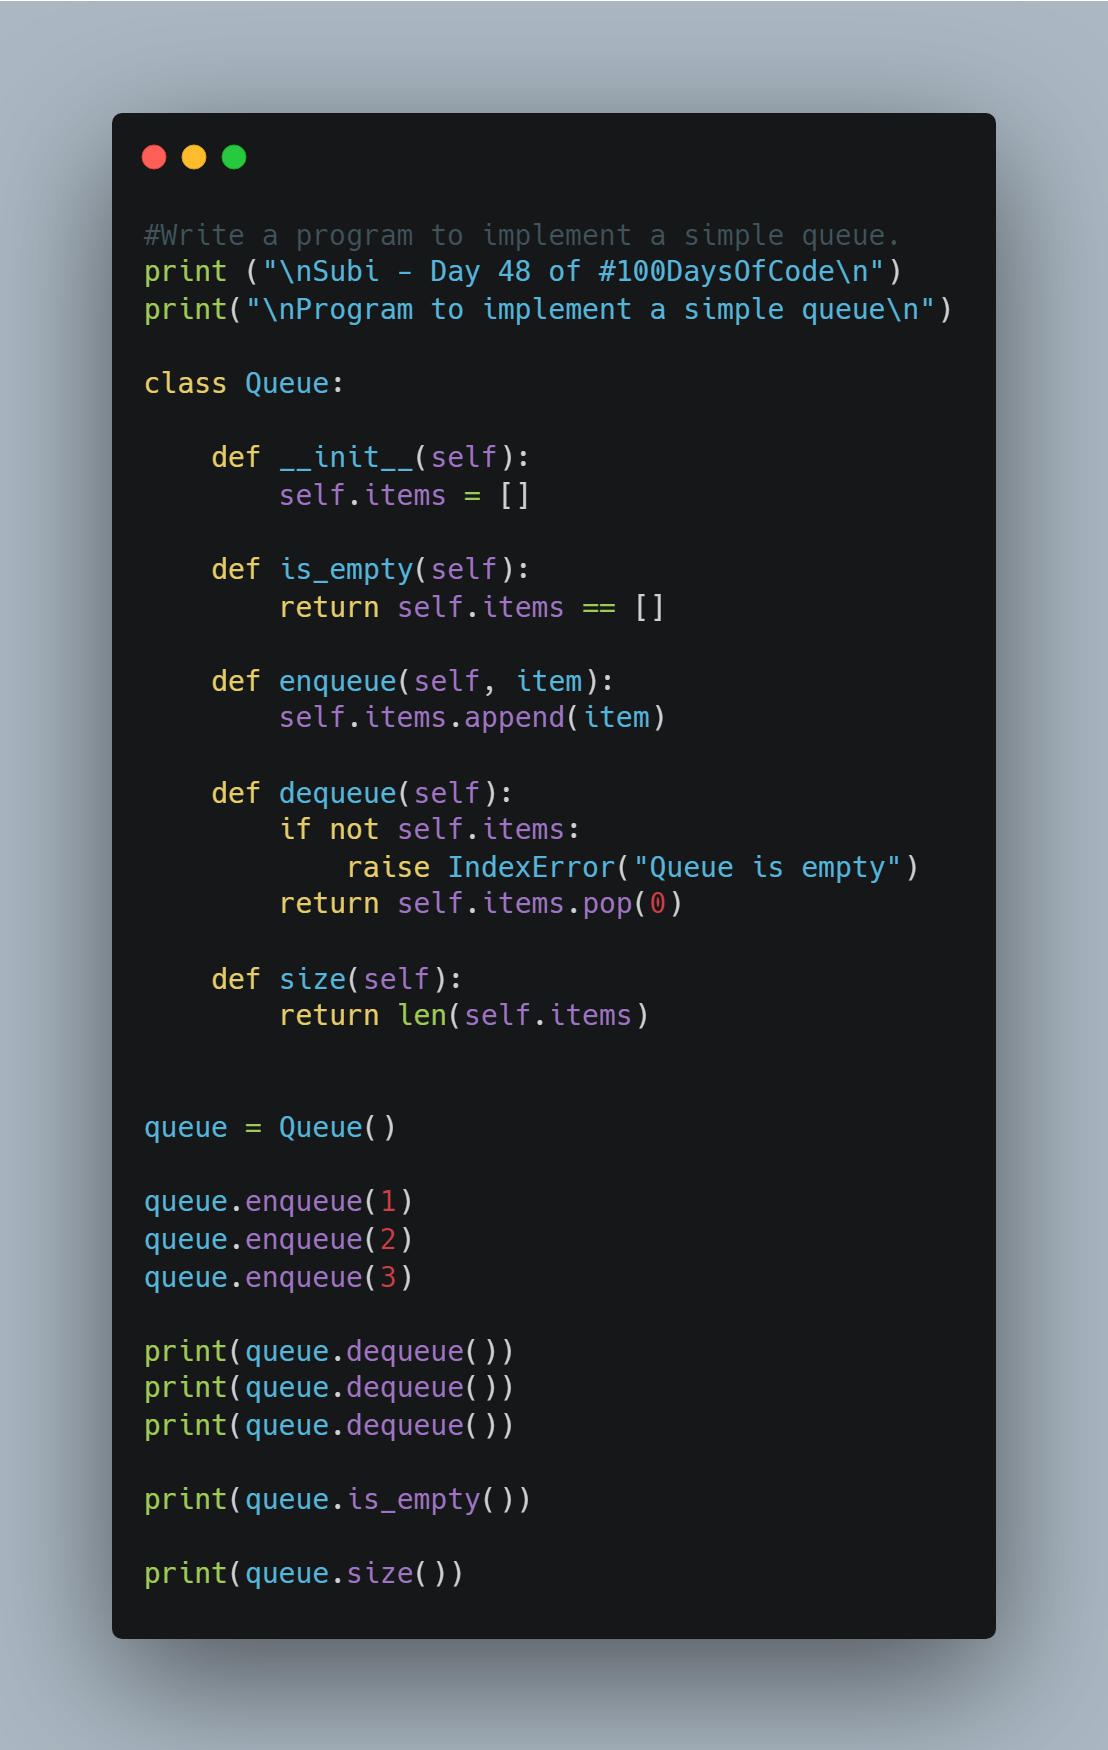 #Write a program to implement a simple queue.
print ("\nSubi - Day 48 of #100DaysOfCode\n")
print("\nProgram to implement a simple queue\n")

class Queue:

    def __init__(self):
        self.items = []

    def is_empty(self):
        return self.items == []

    def enqueue(self, item):
        self.items.append(item)

    def dequeue(self):
        if not self.items:
            raise IndexError("Queue is empty")
        return self.items.pop(0)

    def size(self):
        return len(self.items)


queue = Queue()

queue.enqueue(1)
queue.enqueue(2)
queue.enqueue(3)

print(queue.dequeue())
print(queue.dequeue())
print(queue.dequeue())

print(queue.is_empty())

print(queue.size())